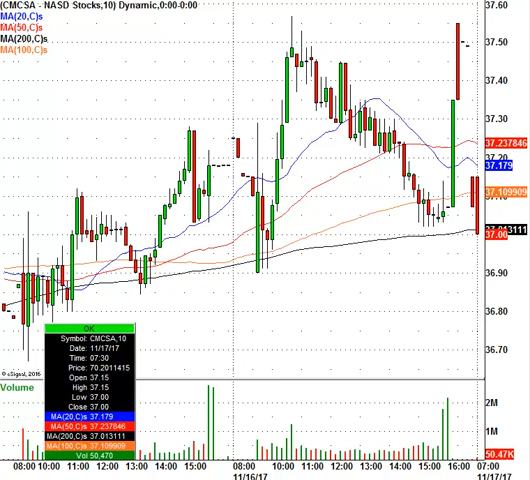 (CMCSA - NASD Stocks,10) Dynamic,0:00-0:00
MA(20,C)s
MA(50,C)s
MA(200,C)s
MA(100,C)s
37.60
37.50
37.40
37.30
37.237846
37.20
37.179
37.109909
37.00
36.90
36.80
36.70
© eSignal, 2016
OK
Symbol: CMCSA,10
Date: 11/17/17
Time: 07:30
Price: 70.2011415
Open 37.15
High 37.15
Low 37.00
Close 37.00
MA(20,C)s 37.179
MA(50,C)s 37.237846
MA(200,C)s 37.013111
MA(100,C)s 37.109909
Vol 50,470
Volume
2M
1M
50.47K
08:00 10:00 11:00 12:00 13:00 14:00 15:00 08:00 10:00 11:00 12:00 13:00 14:00 15:00 16:00 07:00
11/16/17 11/17/17